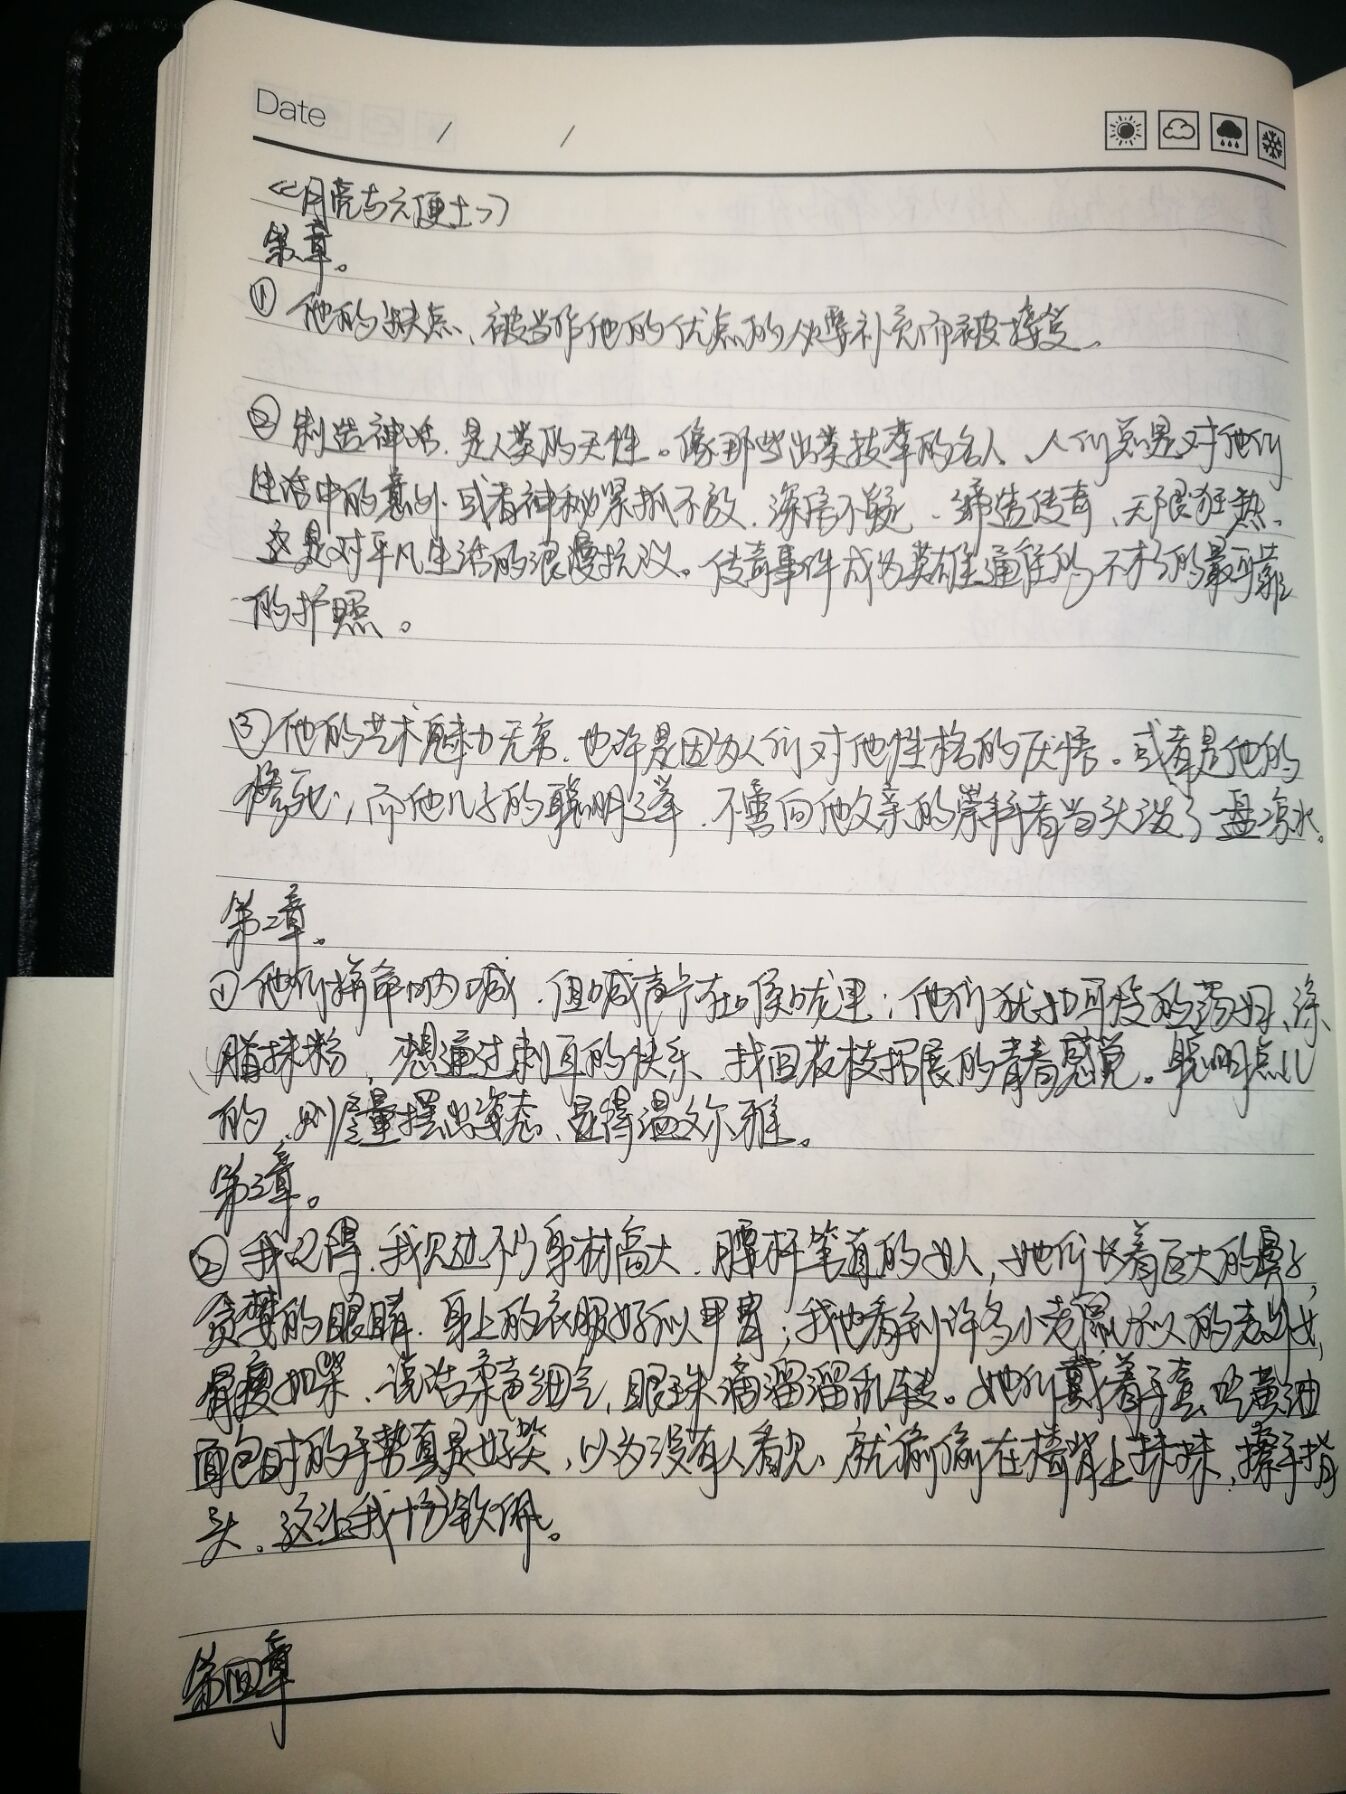 Date / /
《月亮与六便士》
第一章。
① 他的缺点、被当作他的优点的必要补充而被接受。
② 制造神话,是人类的天性。像那些出类拔萃的名人、人们总是对他们
生活中的意外、或者神秘紧抓不放、深信不疑、编造传奇、无限狂热、
这是对平凡生活的浪漫抗议。传奇事件成为英雄通往的不朽的最可靠
的护照。
③ 他的艺术魅力无穷、也许是因为人们对他性格的厌恶。或者是他的
惨死;而他儿子的聪明之举、不啻向他父亲的崇拜者当头泼了一盘凉水。
第二章。
① 他们拼命呐喊、但喊声卡在喉咙里;他们犹如可怜的荡妇、涂
脂抹粉、想通过刺耳的快乐、找回花枝招展的青春感觉。聪明点儿
的、则尽量摆出姿态、显得温文尔雅。
第三章。
② 我记得、我见过不少身材高大、腰杆笔直的女人,她们长着巨大的鼻子,
贪婪的眼睛、身上的衣服好似甲胄;我也看到许多小老鼠似的老处女,
骨瘦如柴、说话柔声细气,眼珠滴溜溜乱转。她们戴着手套、吃黄油
面包时的手势真是好笑,以为没有人看见、就偷偷在椅背上抹抹、擦手指
头、这让我十分钦佩。
第四章